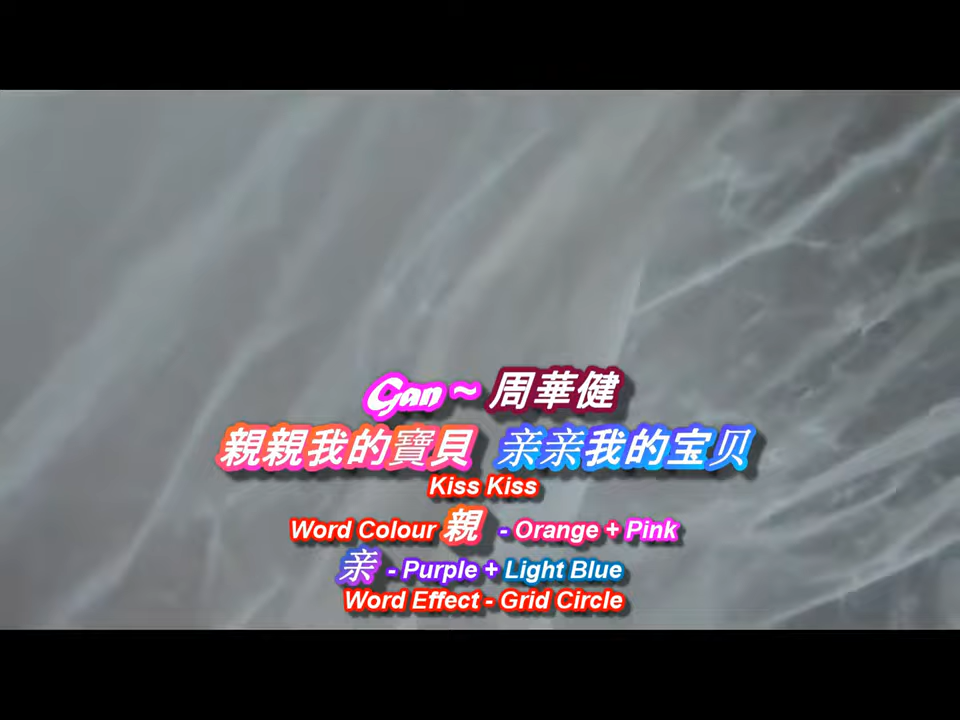 Gan ~ 周華健
親親我的寶貝 亲亲我的宝贝
Kiss Kiss
Word Colour 親 - Orange + Pink
亲 - Purple + Light Blue
Word Effect - Grid Circle